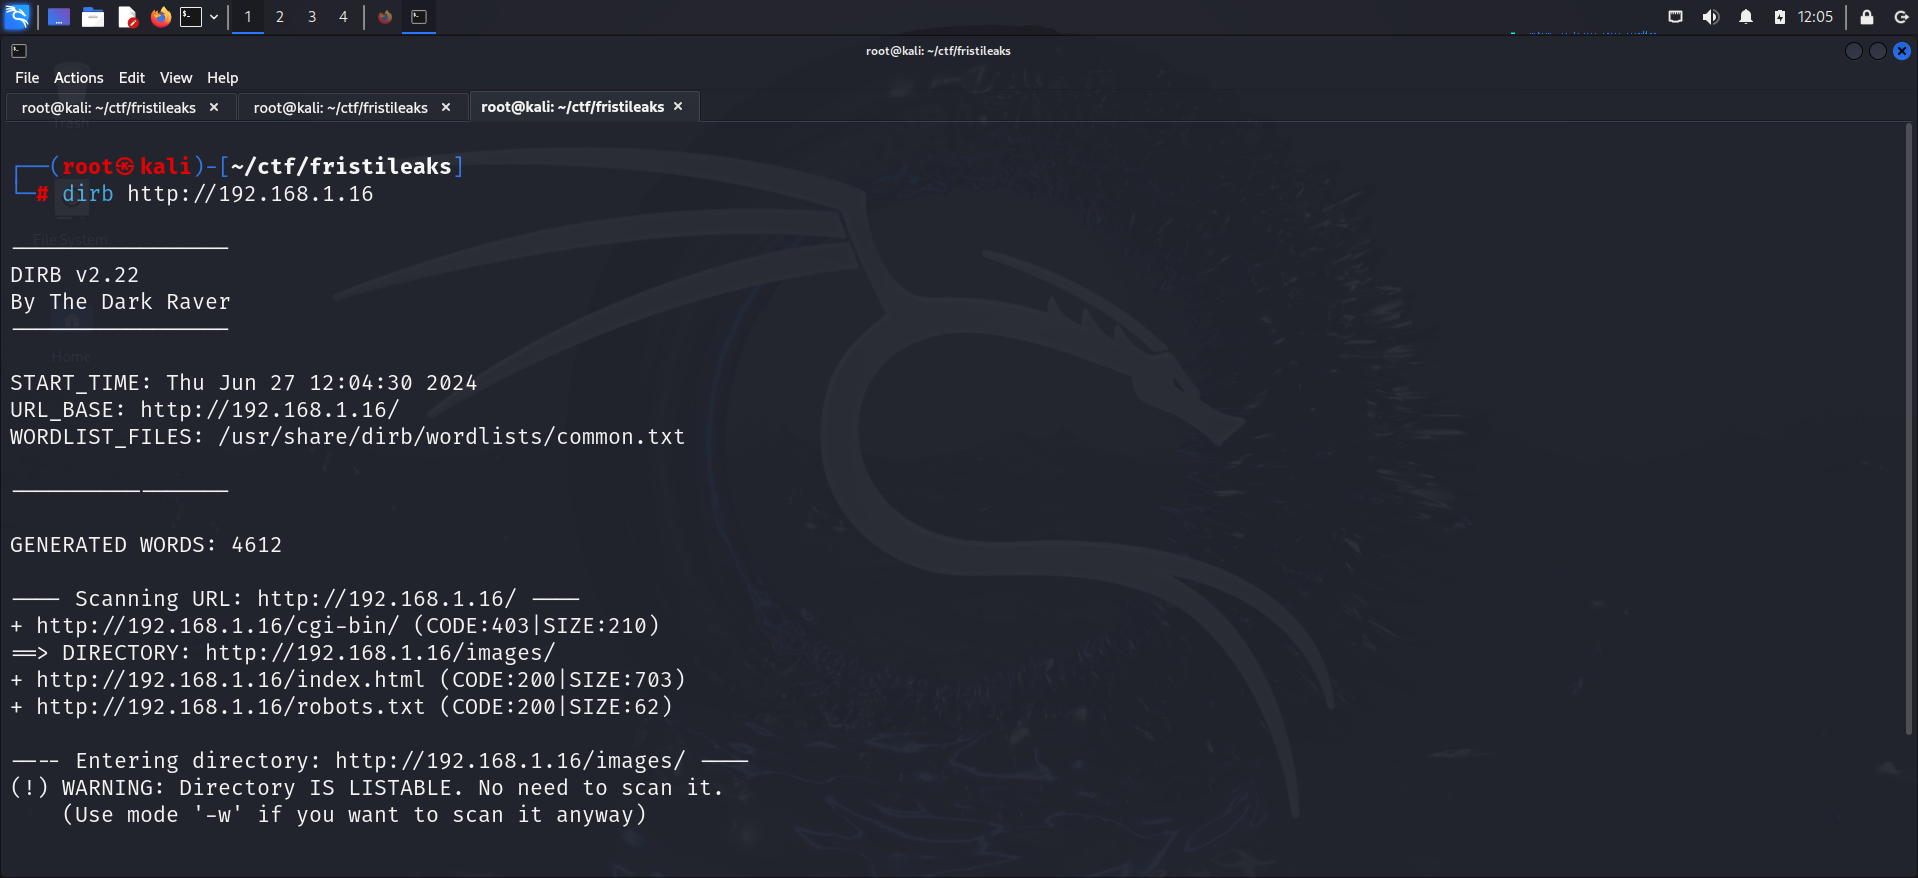 1 2 3 4 12:05
root@kali: ~/ctf/fristileaks
File Actions Edit View Help
root@kali: ~/ctf/fristileaks × root@kali: ~/ctf/fristileaks × root@kali: ~/ctf/fristileaks ×
Trash
┌──(root㉿kali)-[~/ctf/fristileaks]
└─# dirb http://192.168.1.16
File System
-----------------
DIRB v2.22
By The Dark Raver
-----------------
Home
START_TIME: Thu Jun 27 12:04:30 2024
URL_BASE: http://192.168.1.16/
WORDLIST_FILES: /usr/share/dirb/wordlists/common.txt
-----------------
GENERATED WORDS: 4612
---- Scanning URL: http://192.168.1.16/ ----
+ http://192.168.1.16/cgi-bin/ (CODE:403|SIZE:210)
==> DIRECTORY: http://192.168.1.16/images/
+ http://192.168.1.16/index.html (CODE:200|SIZE:703)
+ http://192.168.1.16/robots.txt (CODE:200|SIZE:62)
---- Entering directory: http://192.168.1.16/images/ ----
(!) WARNING: Directory IS LISTABLE. No need to scan it.
(Use mode '-w' if you want to scan it anyway)